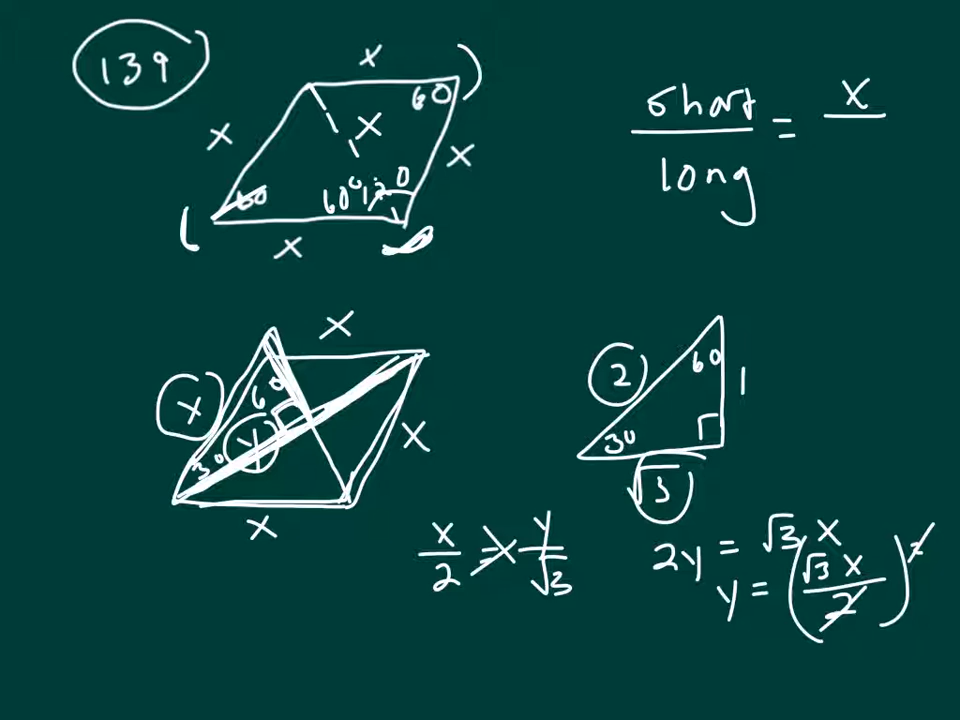 139
x
60
short / long = x /
x
x
x
60
60° 120
x
x
60
2
60
1
x
y
30
x
30
√3
x
x/2 = y/√3
2y = √3 x
y = (√3 x / 2) 2